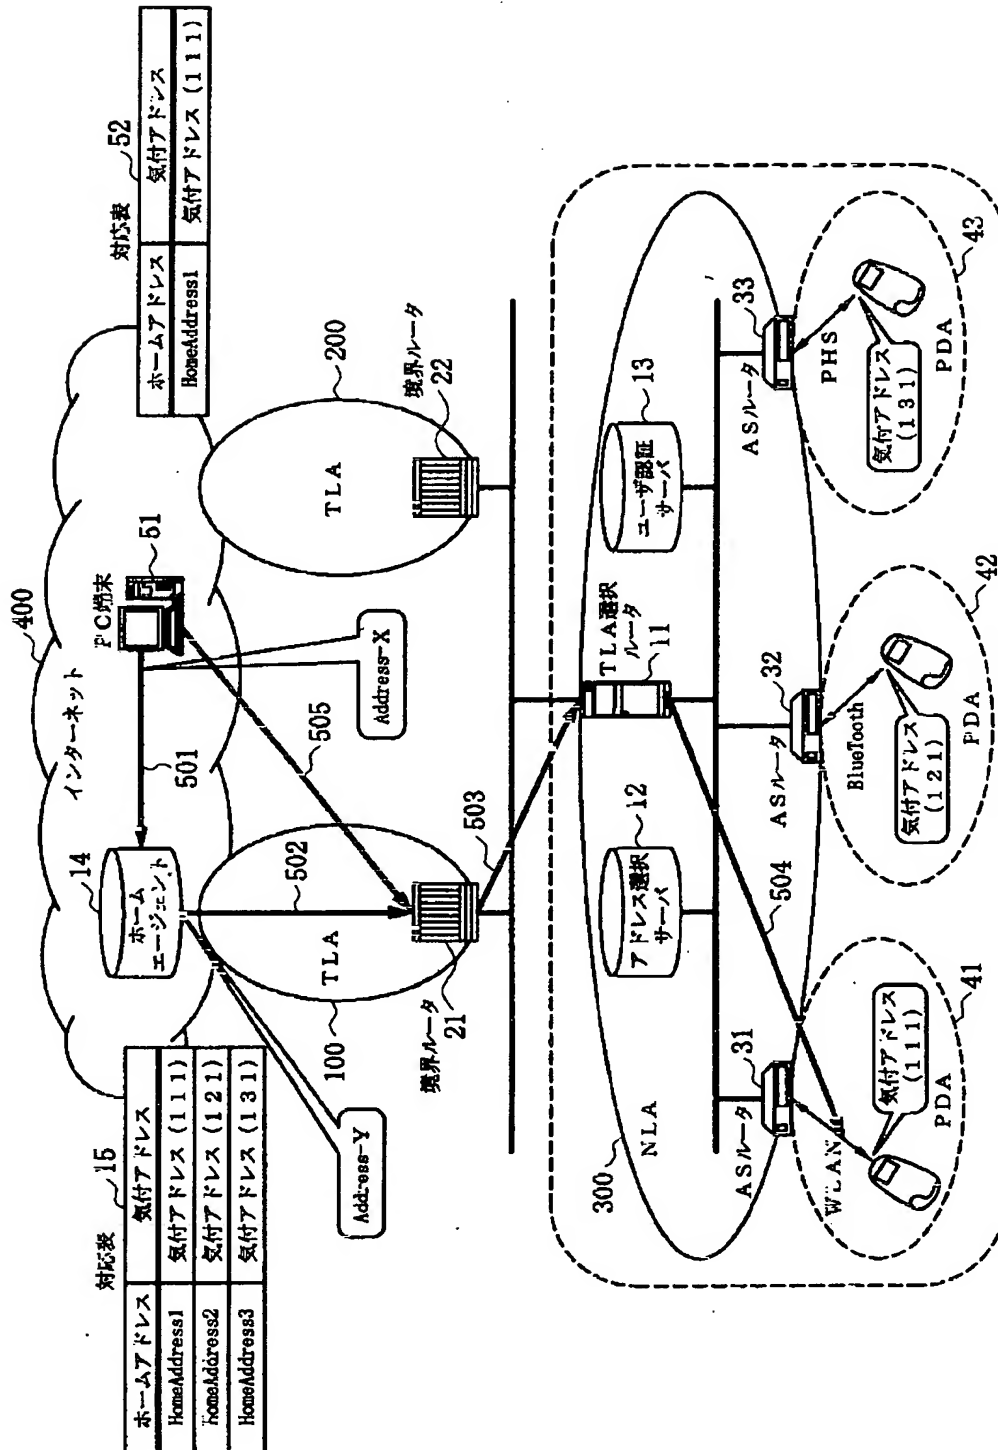 対応表
15
ホームアドレス 気付アドレス
HomeAddress1 気付アドレス(111)
homeAddress2 気付アドレス(121)
HomeAddress3 気付アドレス(131)
対応表
52
ホームアドレス 気付アドレス
HomeAddress1 気付アドレス(111)
400
インターネット
14
ホーム
エージェント
501
PC端末
51
Address-X
Address-Y
502
505
100
TLA
境界ルータ
21
200
TLA
境界ルータ
22
503
TLA選択
ルータ
11
300
NLA
アドレス選択
サーバ
12
ユーザ認証
サーバ
13
504
ASルータ
31
ASルータ
32
ASルータ
33
WLAN
気付アドレス
(111)
PDA
41
BlueTooth
気付アドレス
(121)
PDA
42
PHS
気付アドレス
(131)
PDA
43